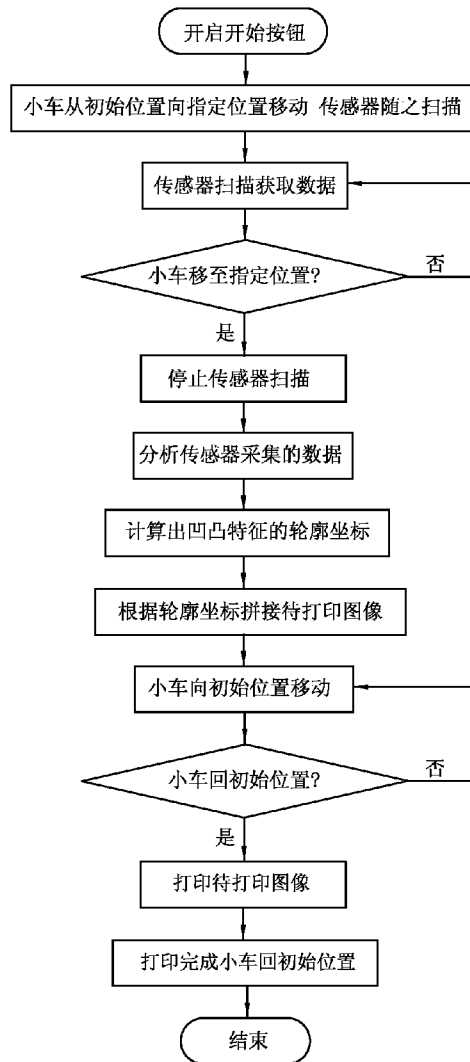 开启开始按钮
小车从初始位置向指定位置移动 传感器随之扫描
传感器扫描获取数据
小车移至指定位置?
否
是
停止传感器扫描
分析传感器采集的数据
计算出凹凸特征的轮廓坐标
根据轮廓坐标拼接待打印图像
小车向初始位置移动
小车回初始位置?
否
是
打印待打印图像
打印完成小车回初始位置
结束